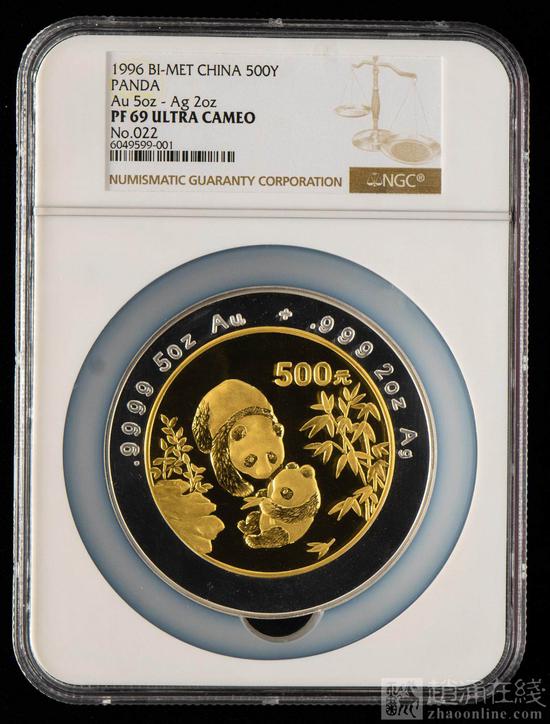 1996 BI-MET CHINA 500Y
PANDA
Au 5oz - Ag 2oz
PF 69 ULTRA CAMEO
No.022
6049599-001
NUMISMATIC GUARANTY CORPORATION
NGC®
.9999 5oz Au + .999 2oz Ag
500元
趙涌在綫
zhaoonline.com